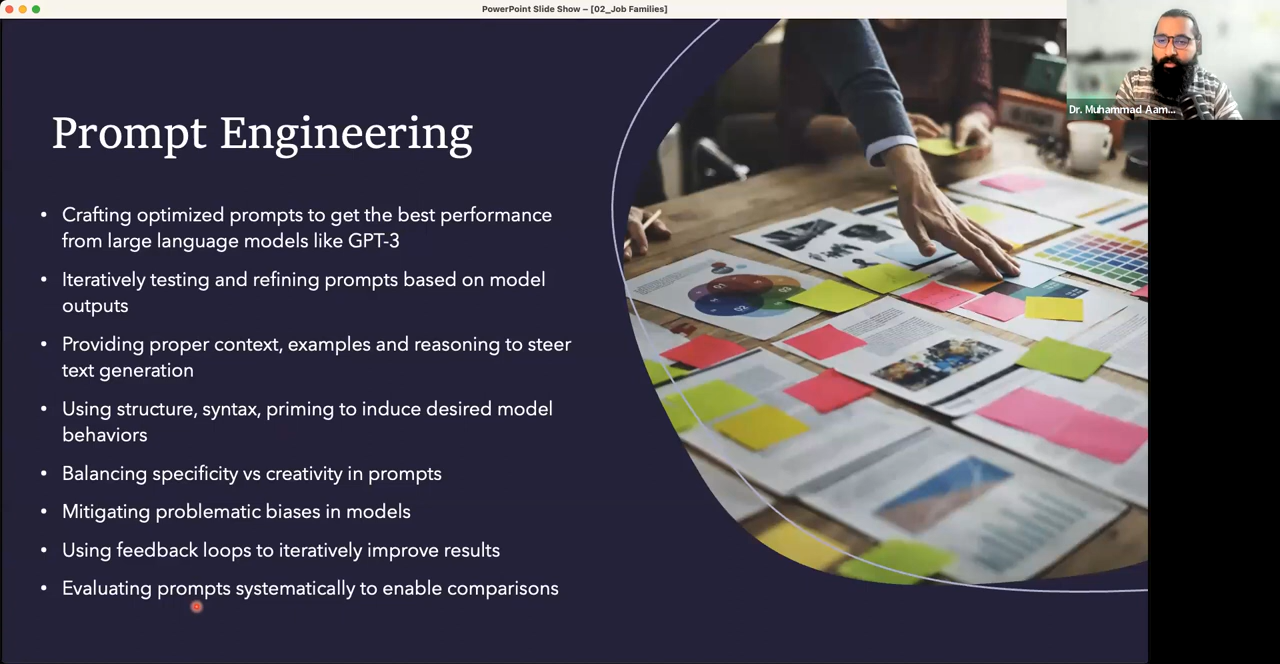 PowerPoint Slide Show – [02_Job Families]
Dr. Muhammad Aam...
Prompt Engineering
• Crafting optimized prompts to get the best performance
from large language models like GPT-3
• Iteratively testing and refining prompts based on model
outputs
• Providing proper context, examples and reasoning to steer
text generation
• Using structure, syntax, priming to induce desired model
behaviors
• Balancing specificity vs creativity in prompts
• Mitigating problematic biases in models
• Using feedback loops to iteratively improve results
• Evaluating prompts systematically to enable comparisons